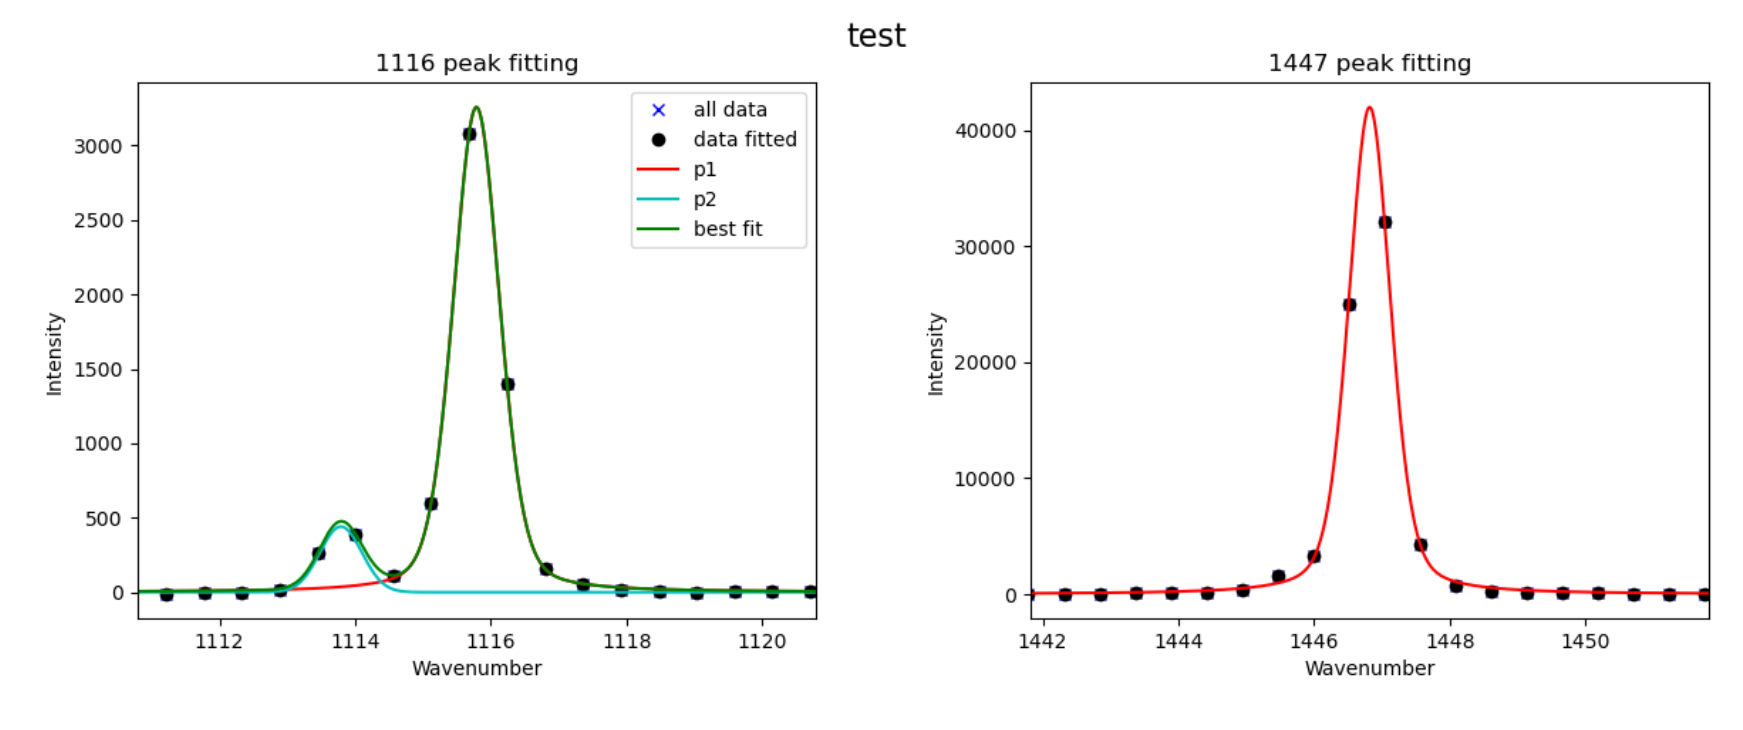 test
1116 peak fitting
all data
data fitted
p1
p2
best fit
3000
2500
2000
1500
1000
500
0
Intensity
1112 1114 1116 1118 1120
Wavenumber
1447 peak fitting
40000
30000
20000
10000
0
Intensity
1442 1444 1446 1448 1450
Wavenumber